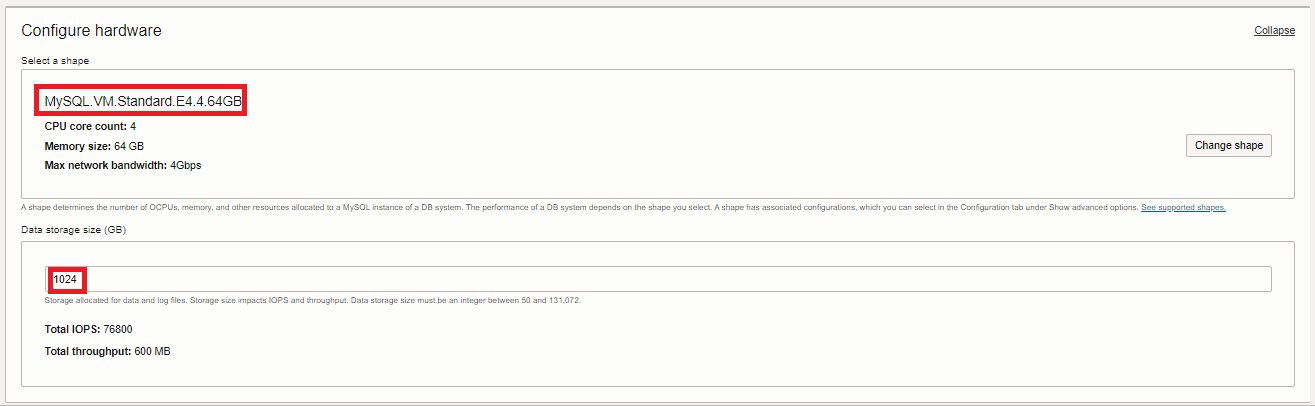 Configure hardware
Collapse
Select a shape
MySQL.VM.Standard.E4.4.64GB
CPU core count: 4
Memory size: 64 GB
Max network bandwidth: 4Gbps
Change shape
A shape determines the number of OCPUs, memory, and other resources allocated to a MySQL instance of a DB system. The performance of a DB system depends on the shape you select. A shape has associated configurations, which you can select in the Configuration tab under Show advanced options. See supported shapes.
Data storage size (GB)
1024
Storage allocated for data and log files. Storage size impacts IOPS and throughput. Data storage size must be an integer between 50 and 131,072.
Total IOPS: 76800
Total throughput: 600 MB